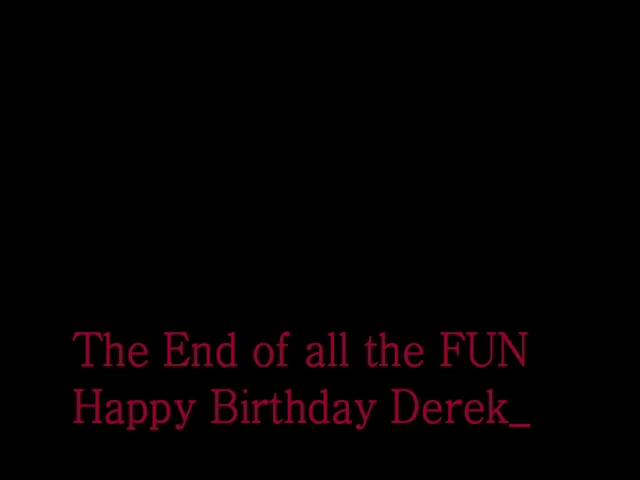 The End of all the FUN
Happy Birthday Derek_